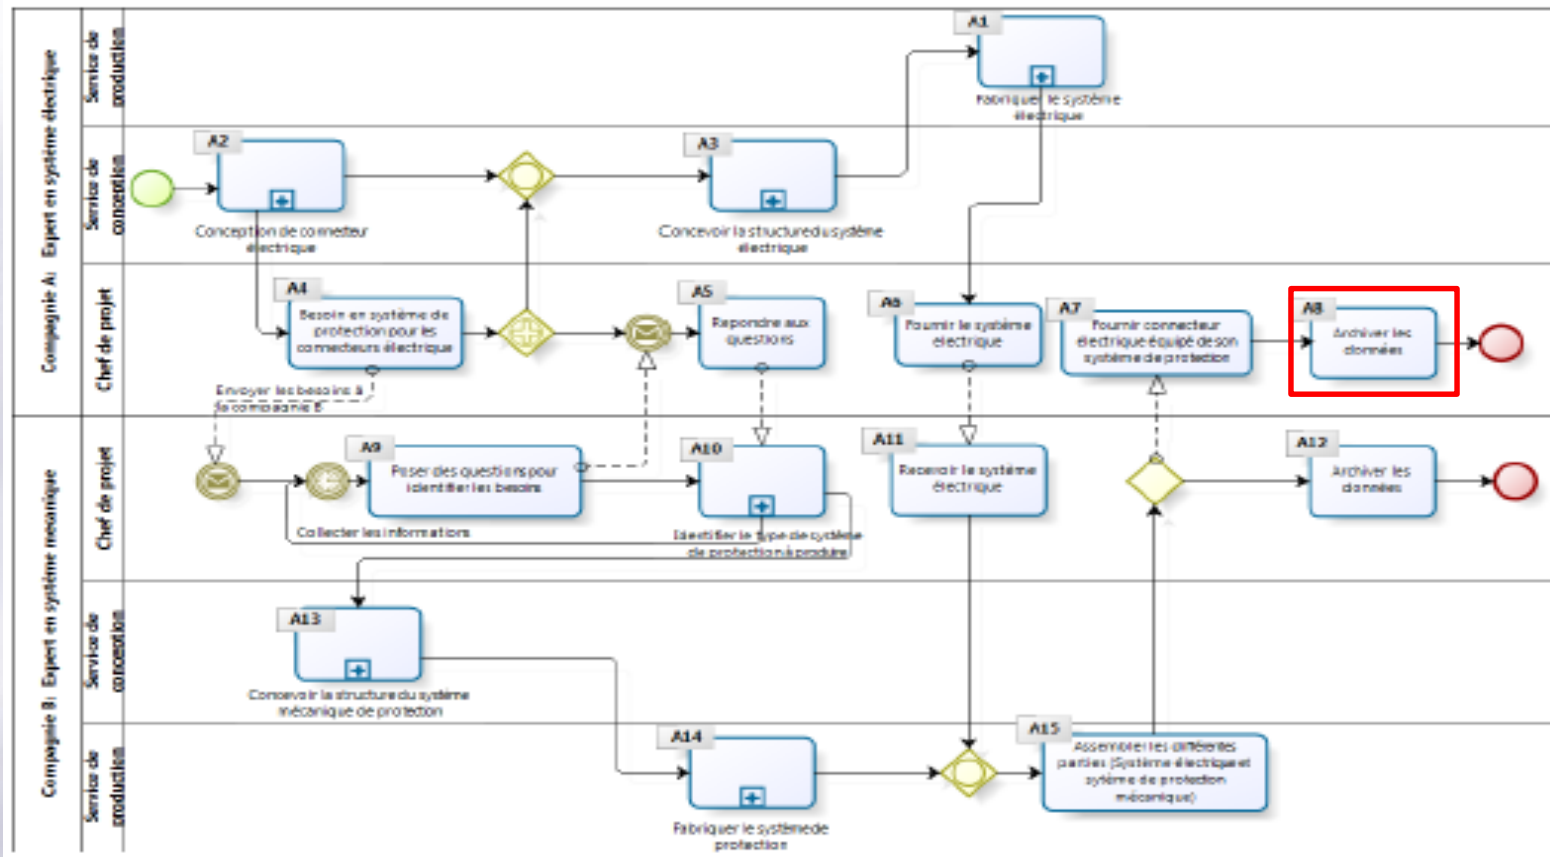 Compagnie A: Expert en système électrique
Service de
production
A1
Fabriquer le système
électrique
Service de
conception
A2
Conception de connecteur
électrique
A3
Concevoir la structure du système
électrique
Chef de projet
A4
Besoin en système de
protection pour les
connecteurs électrique
A5
Repondre aux
questions
A6
Fournir le système
électrique
A7
Fournir connecteur
électrique équipé de son
système de protection
A8
Archiver les
données
Envoyer les besoins à
la compagnie B
Compagnie B: Expert en système mecanique
Chef de projet
A9
Poser des questions pour
identifier les besoins
Collecter les informations
A10
Identifier le type de système
de protection à produire
A11
Recevoir le système
électrique
A12
Archiver les
données
Service de
conception
A13
Concevoir la structure du système
mécanique de protection
Service de
production
A14
Fabriquer le système de
protection
A15
Assembler les différentes
parties (Système électrique et
sytème de protection
mécanique)